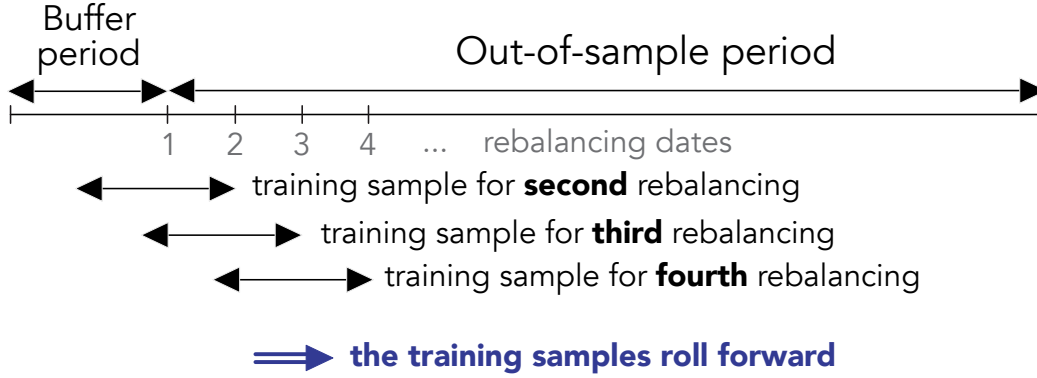 Buffer
period
Out-of-sample period
1 2 3 4 ... rebalancing dates
training sample for second rebalancing
training sample for third rebalancing
training sample for fourth rebalancing
the training samples roll forward